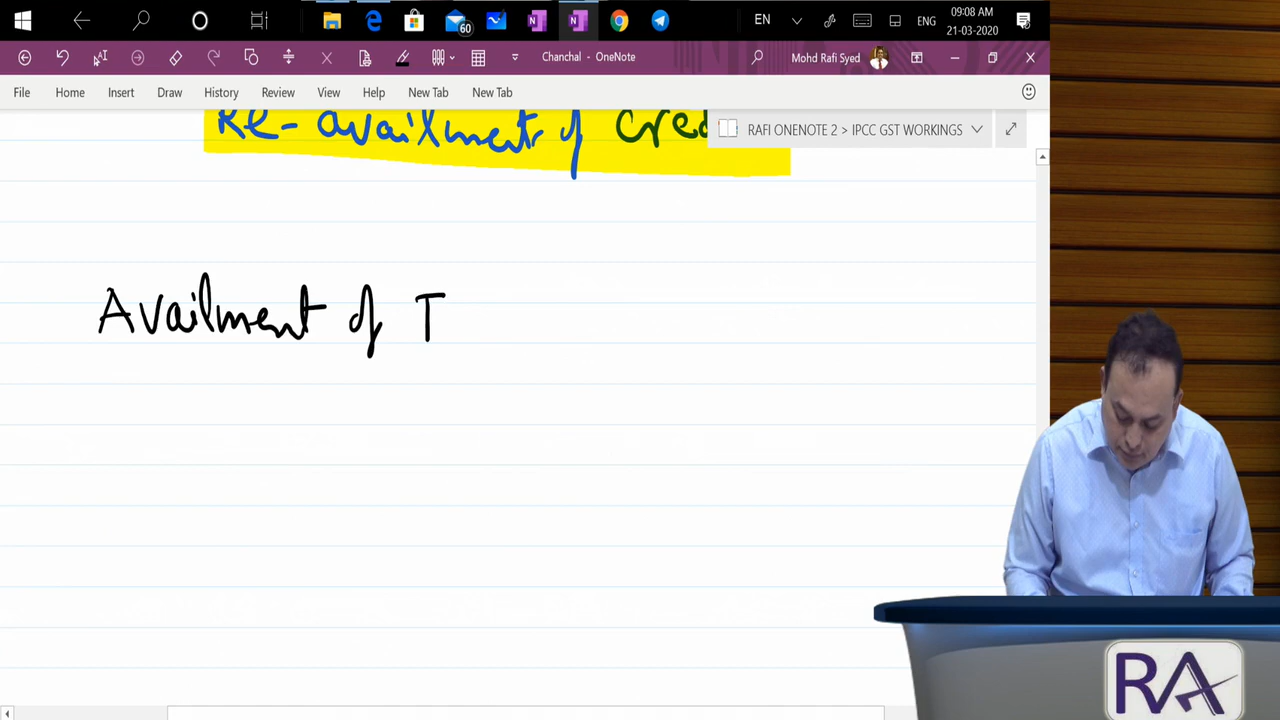 EN
ENG
09:08 AM
21-03-2020
60
Chanchal - OneNote
Mohd Rafi Syed
File Home Insert Draw History Review View Help New Tab New Tab
RAFI ONENOTE 2 > IPCC GST WORKINGS
Re-availment of Cred
Availment of T
RA